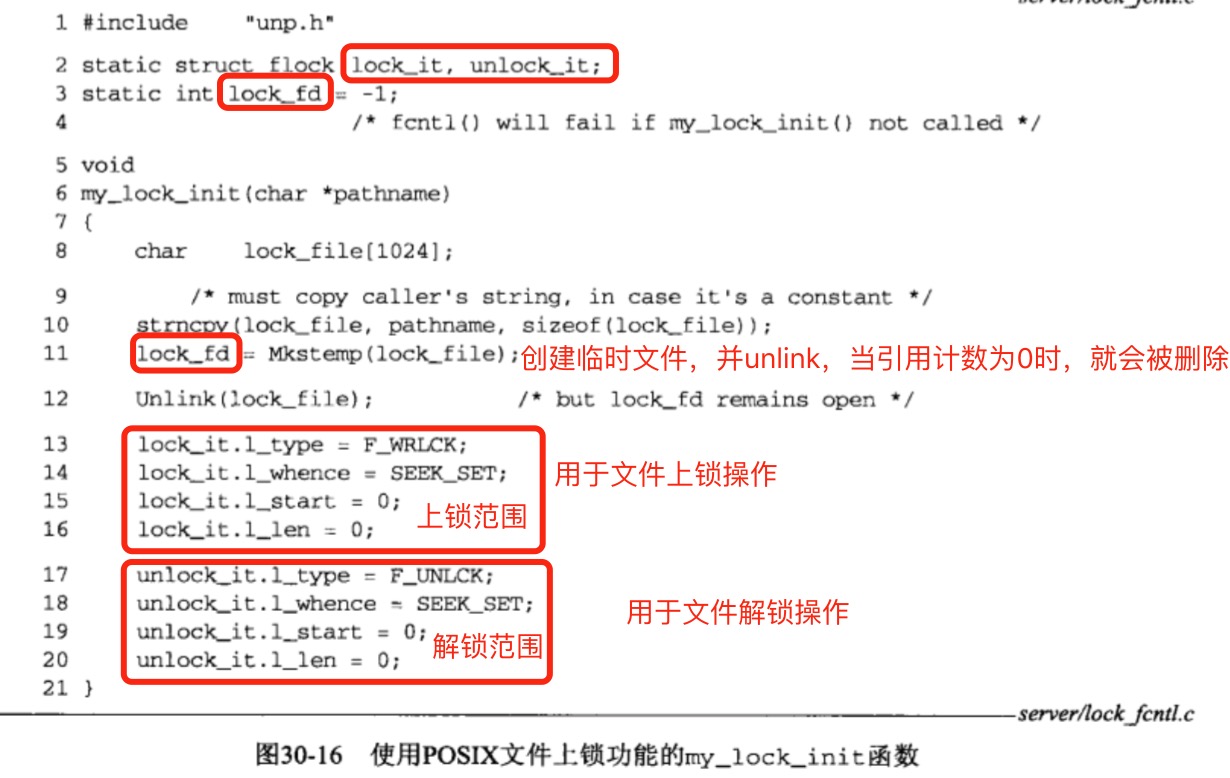 server/lock_fcntl.c
1 #include "unp.h"
2 static struct flock lock_it, unlock_it;
3 static int lock_fd = -1;
4 /* fcntl() will fail if my_lock_init() not called */
5 void
6 my_lock_init(char *pathname)
7 {
8 char lock_file[1024];
9 /* must copy caller's string, in case it's a constant */
10 strncpy(lock_file, pathname, sizeof(lock_file));
11 lock_fd = Mkstemp(lock_file);创建临时文件，并unlink，当引用计数为0时，就会被删除
12 Unlink(lock_file); /* but lock_fd remains open */
13 lock_it.l_type = F_WRLCK;
14 lock_it.l_whence = SEEK_SET; 用于文件上锁操作
15 lock_it.l_start = 0; 上锁范围
16 lock_it.l_len = 0;
17 unlock_it.l_type = F_UNLCK;
18 unlock_it.l_whence = SEEK_SET; 用于文件解锁操作
19 unlock_it.l_start = 0; 解锁范围
20 unlock_it.l_len = 0;
21 }
server/lock_fcntl.c
图30-16 使用POSIX文件上锁功能的my_lock_init函数